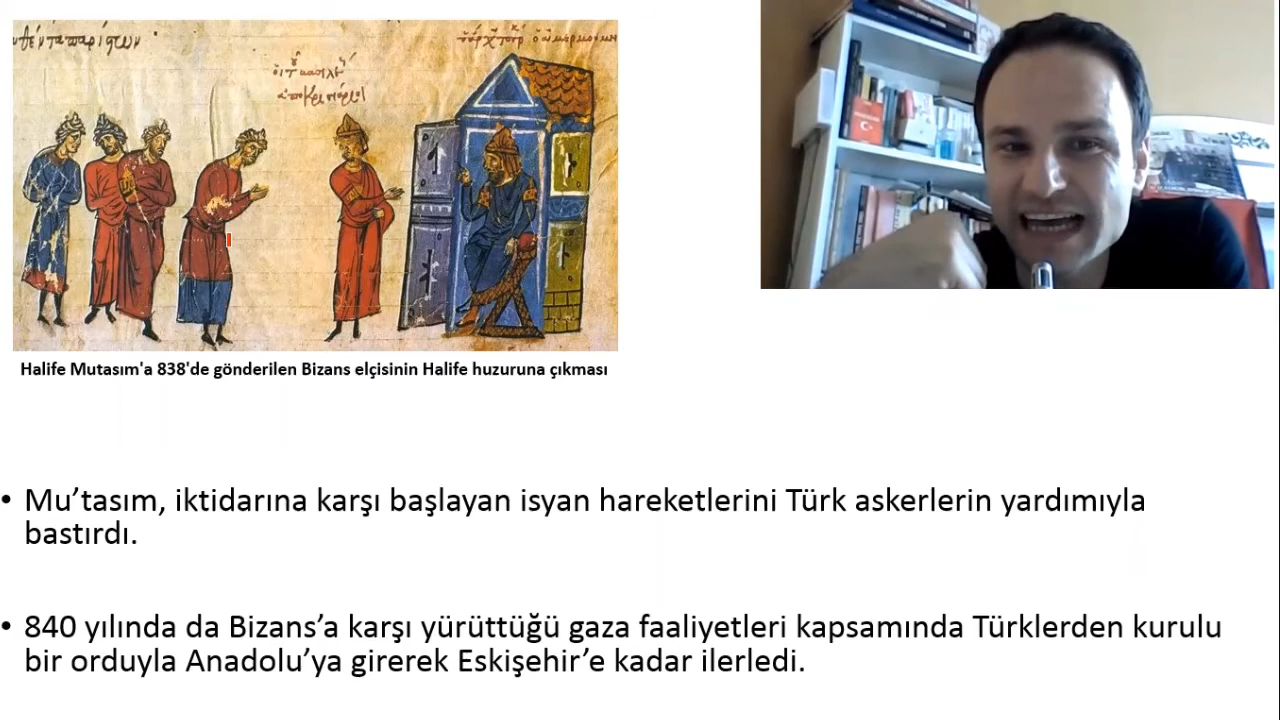 Halife Mutasım'a 838'de gönderilen Bizans elçisinin Halife huzuruna çıkması
• Mu’tasım, iktidarına karşı başlayan isyan hareketlerini Türk askerlerin yardımıyla
bastırdı.
• 840 yılında da Bizans’a karşı yürüttüğü gaza faaliyetleri kapsamında Türklerden kurulu
bir orduyla Anadolu’ya girerek Eskişehir’e kadar ilerledi.